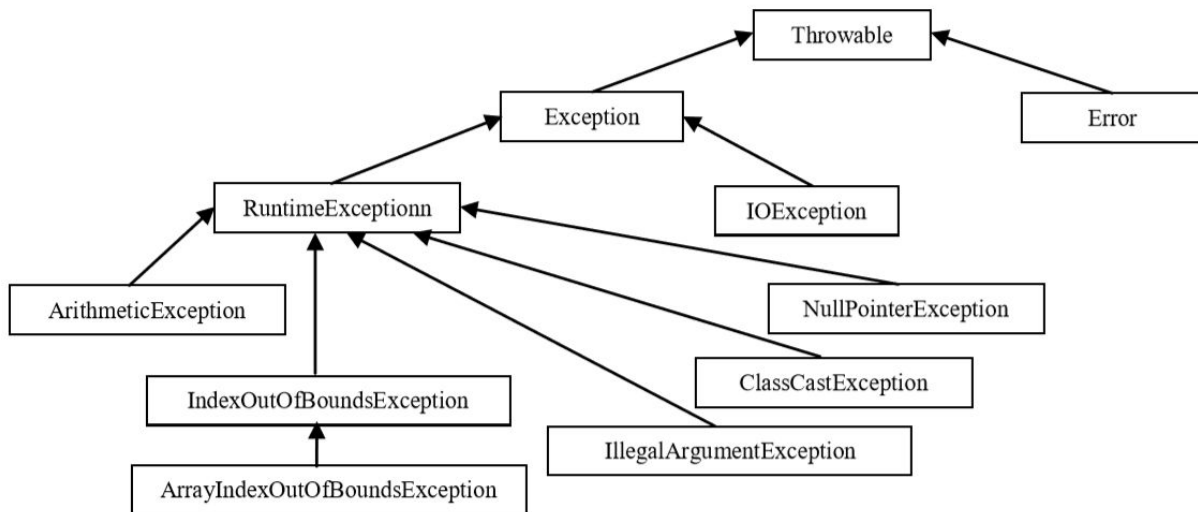 Throwable
Exception
Error
RuntimeExceptionn
IOException
ArithmeticException
NullPointerException
ClassCastException
IndexOutOfBoundsException
IllegalArgumentException
ArrayIndexOutOfBoundsException